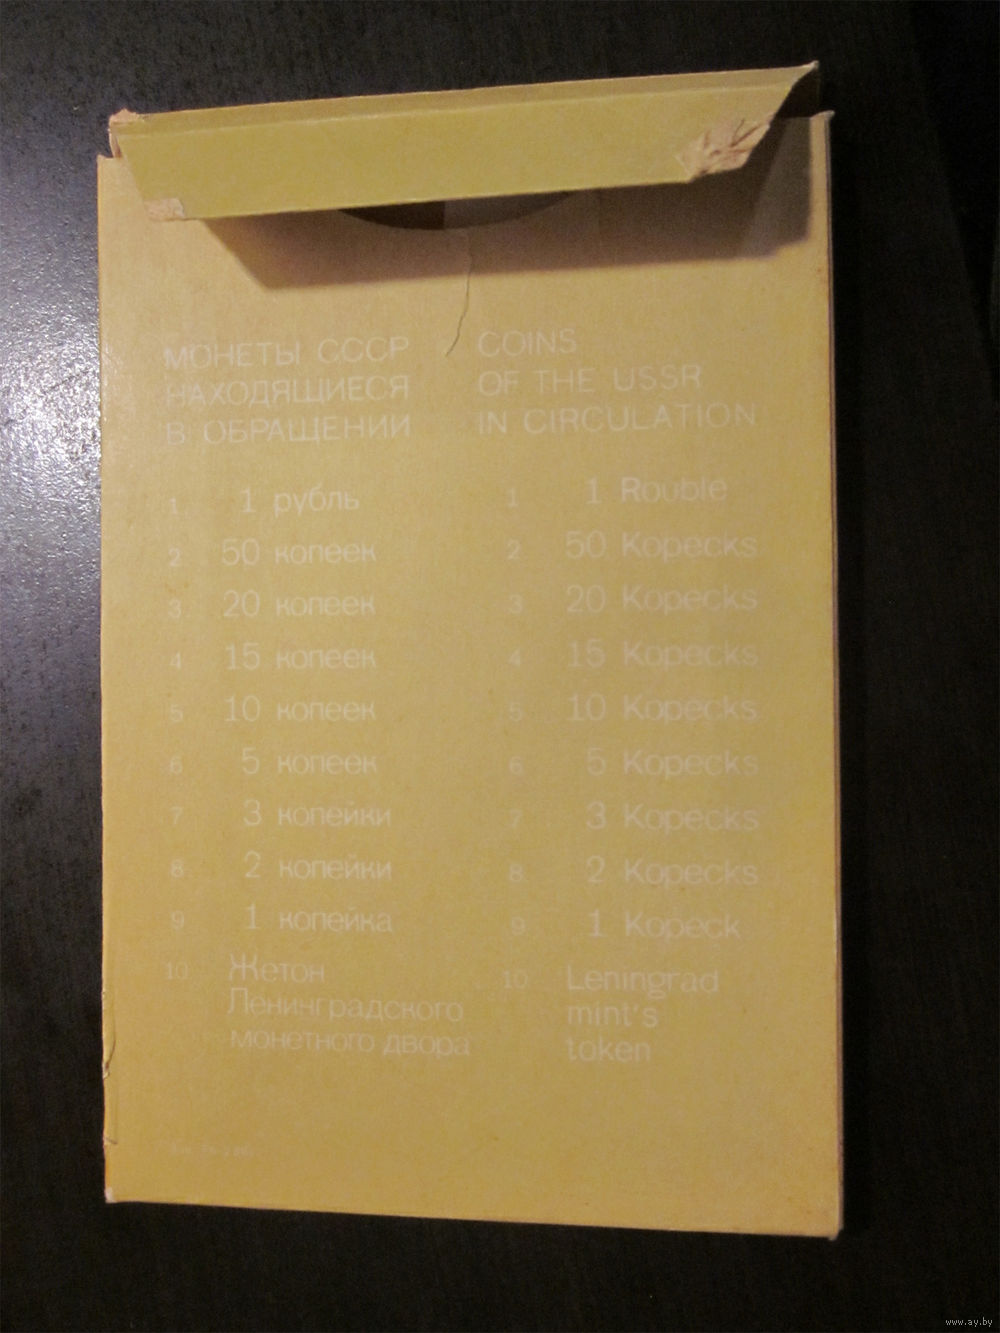 МОНЕТЫ СССР
НАХОДЯЩИЕСЯ
В ОБРАЩЕНИИ
1. 1 рубль
2 50 копеек
3 20 копеек
4 15 копеек
5 10 копеек
6 5 копеек
7 3 копейки
8 2 копейки
9 1 копейка
10 Жетон
Ленинградского
монетного двора
COINS
OF THE USSR
IN CIRCULATION
1 1 Rouble
2 50 Kopecks
3 20 Kopecks
4 15 Kopecks
5 10 Kopecks
6 5 Kopecks
7 3 Kopecks
8 2 Kopecks
9 1 Kopeck
10 Leningrad
mint's
token
www.ay.by